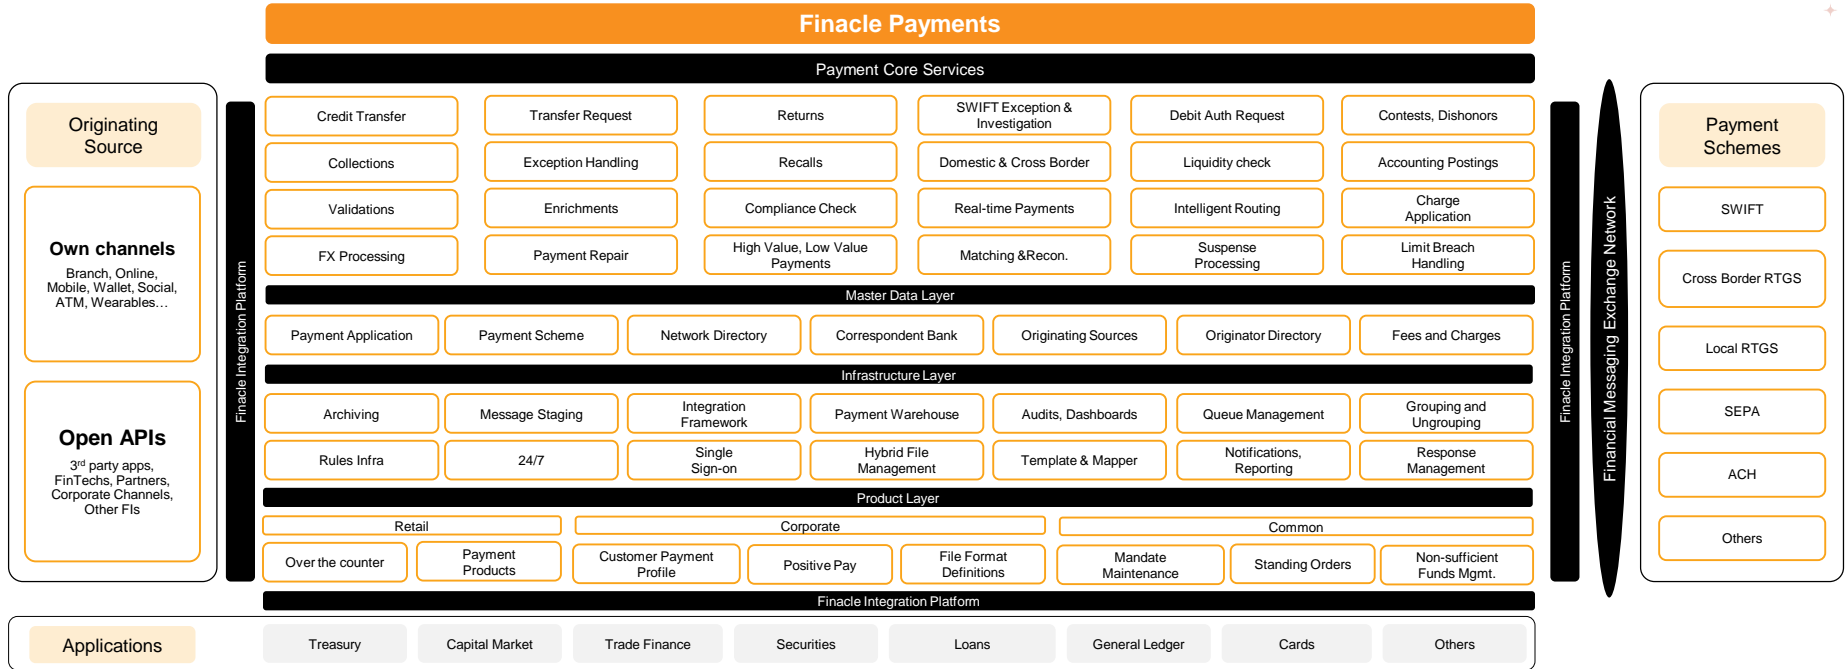 Finacle Payments
Payment Core Services
Originating
Source
Own channels
Branch, Online,
Mobile, Wallet, Social,
ATM, Wearables…
Open APIs
3rd party apps,
FinTechs, Partners,
Corporate Channels,
Other FIs
Finacle Integration Platform
Credit Transfer
Transfer Request
Returns
SWIFT Exception &
Investigation
Debit Auth Request
Contests, Dishonors
Collections
Exception Handling
Recalls
Domestic & Cross Border
Liquidity check
Accounting Postings
Validations
Enrichments
Compliance Check
Real-time Payments
Intelligent Routing
Charge
Application
FX Processing
Payment Repair
High Value, Low Value
Payments
Matching &Recon.
Suspense
Processing
Limit Breach
Handling
Master Data Layer
Payment Application
Payment Scheme
Network Directory
Correspondent Bank
Originating Sources
Originator Directory
Fees and Charges
Infrastructure Layer
Archiving
Message Staging
Integration
Framework
Payment Warehouse
Audits, Dashboards
Queue Management
Grouping and
Ungrouping
Rules Infra
24/7
Single
Sign-on
Hybrid File
Management
Template & Mapper
Notifications,
Reporting
Response
Management
Product Layer
Retail
Corporate
Common
Over the counter
Payment
Products
Customer Payment
Profile
Positive Pay
File Format
Definitions
Mandate
Maintenance
Standing Orders
Non-sufficient
Funds Mgmt.
Finacle Integration Platform
Finacle Integration Platform
Financial Messaging Exchange Network
Payment
Schemes
SWIFT
Cross Border RTGS
Local RTGS
SEPA
ACH
Others
Applications
Treasury
Capital Market
Trade Finance
Securities
Loans
General Ledger
Cards
Others